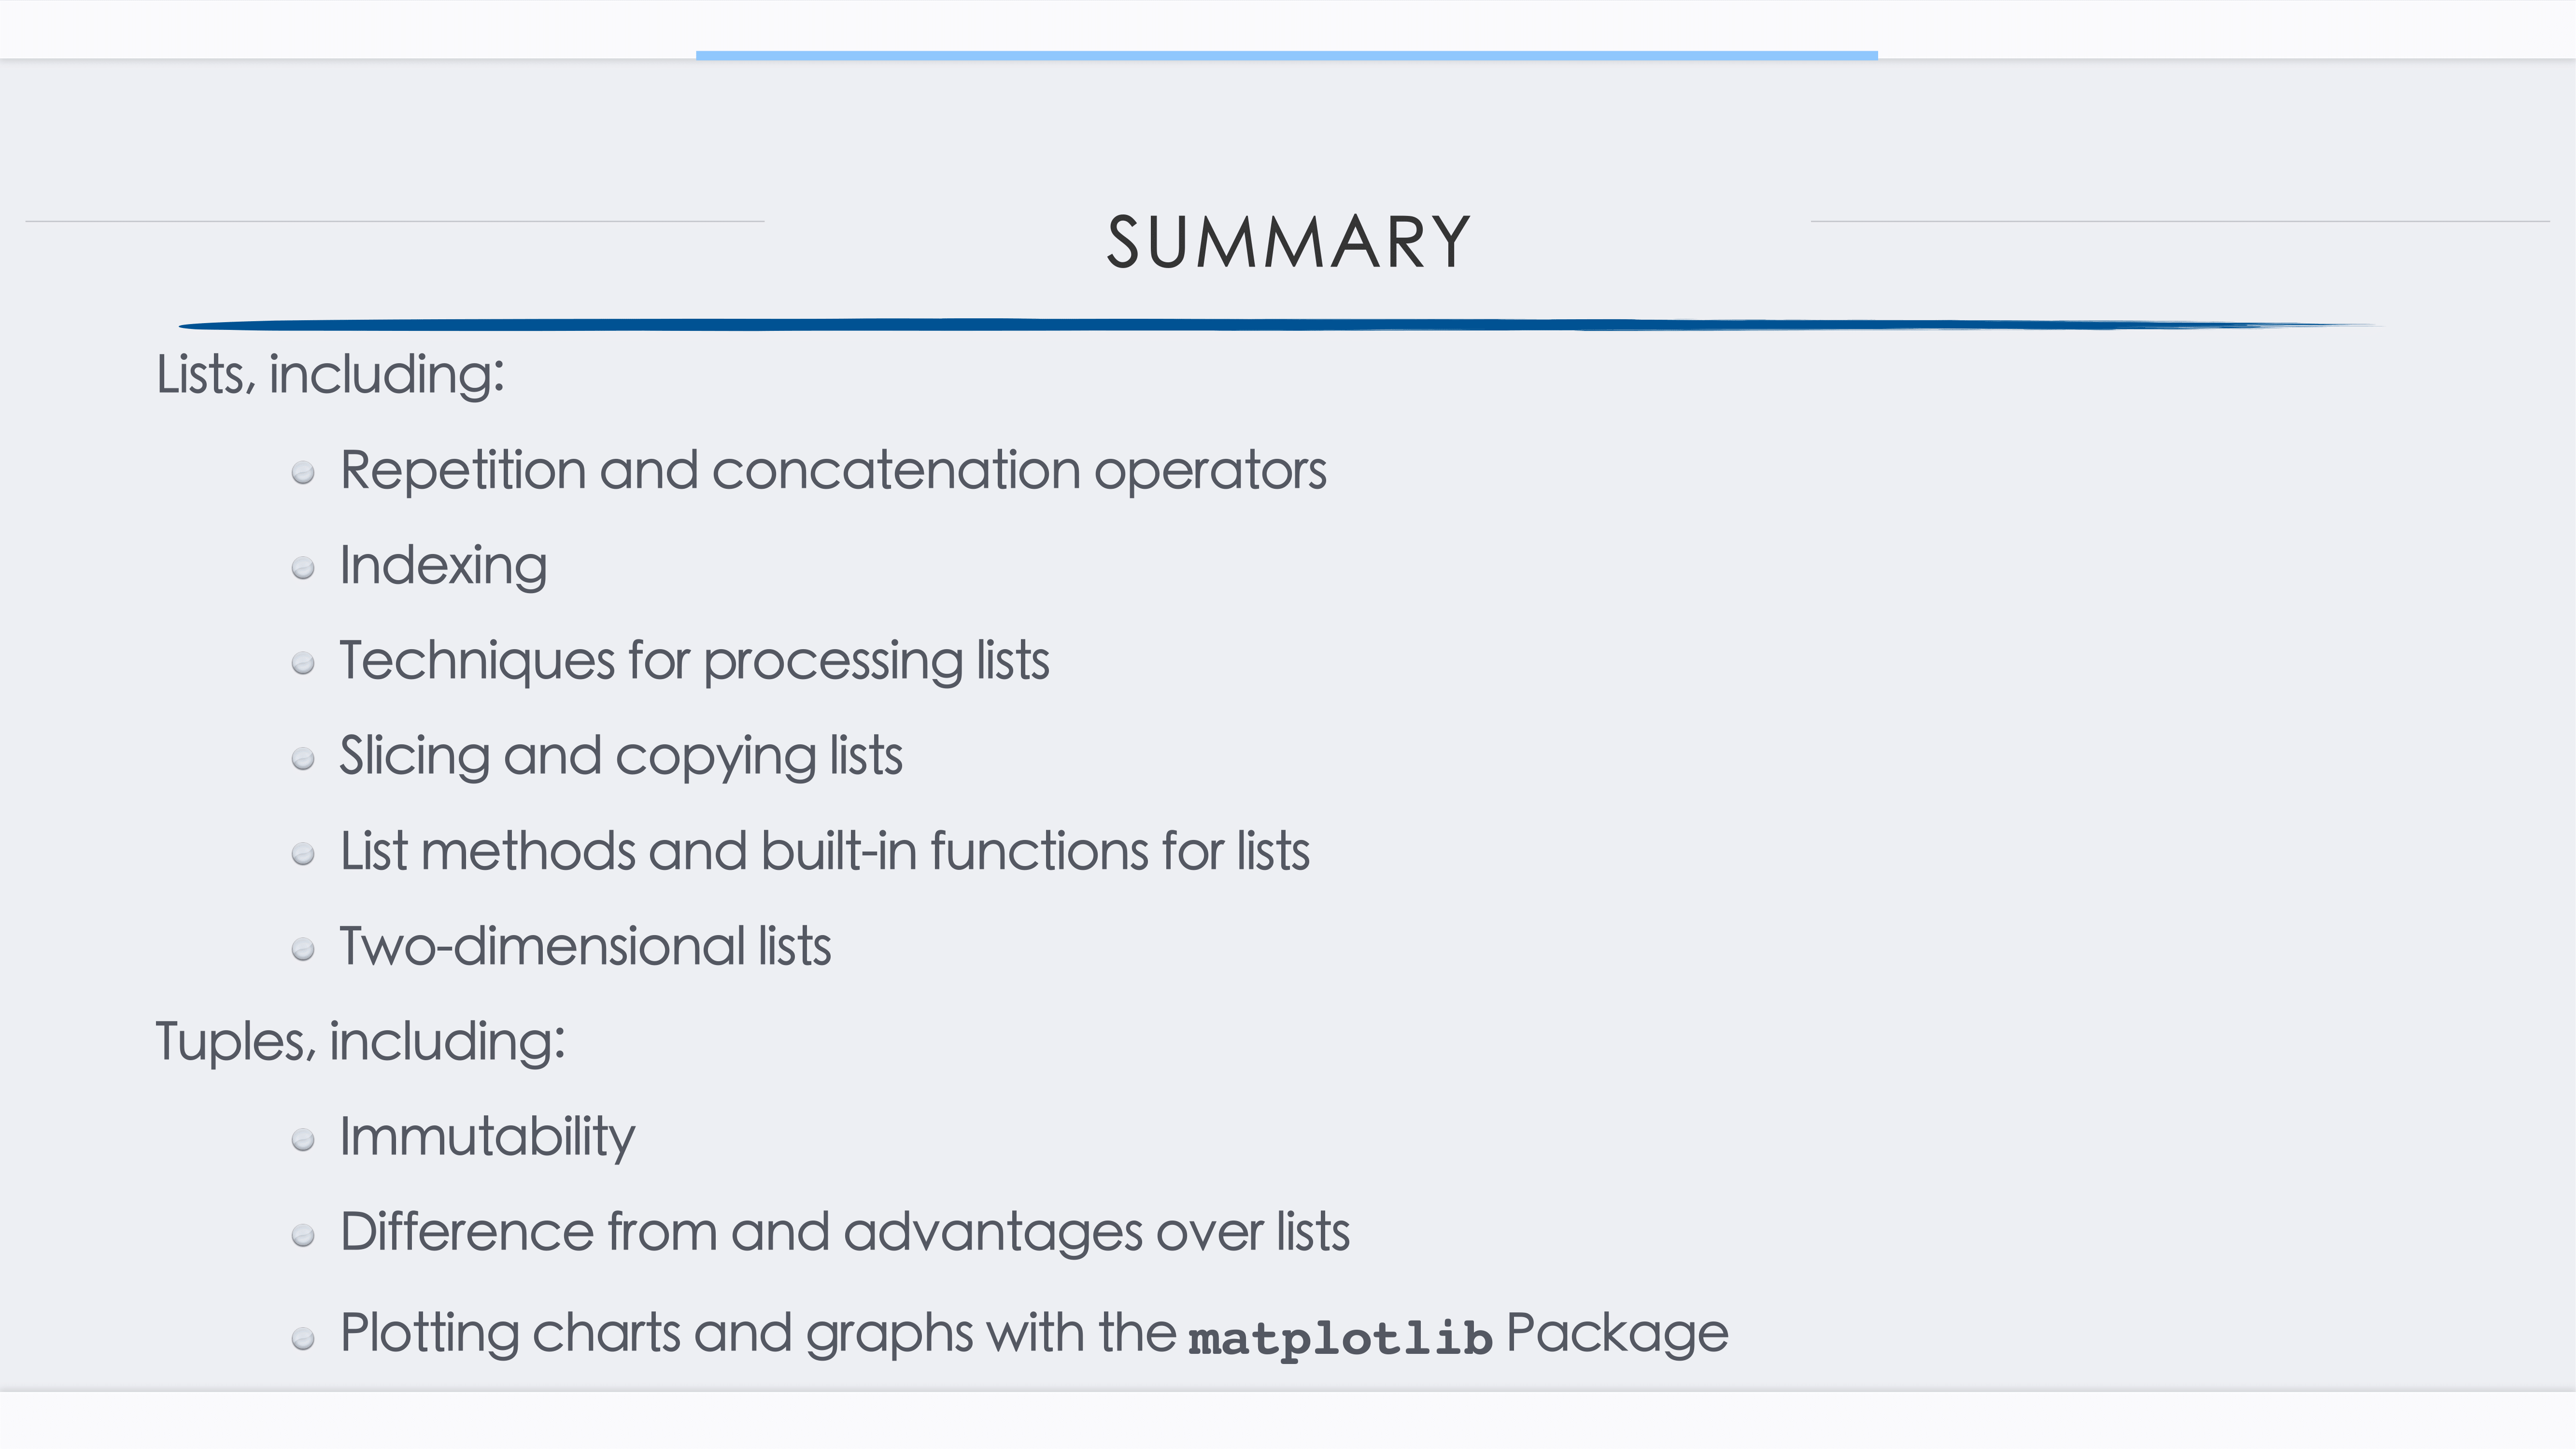 SUMMARY
Lists, including:
Repetition and concatenation operators
Indexing
Techniques for processing lists
Slicing and copying lists
List methods and built-in functions for lists
Two-dimensional lists
Tuples, including:
Immutability
Difference from and advantages over lists
Plotting charts and graphs with the matplotlib Package